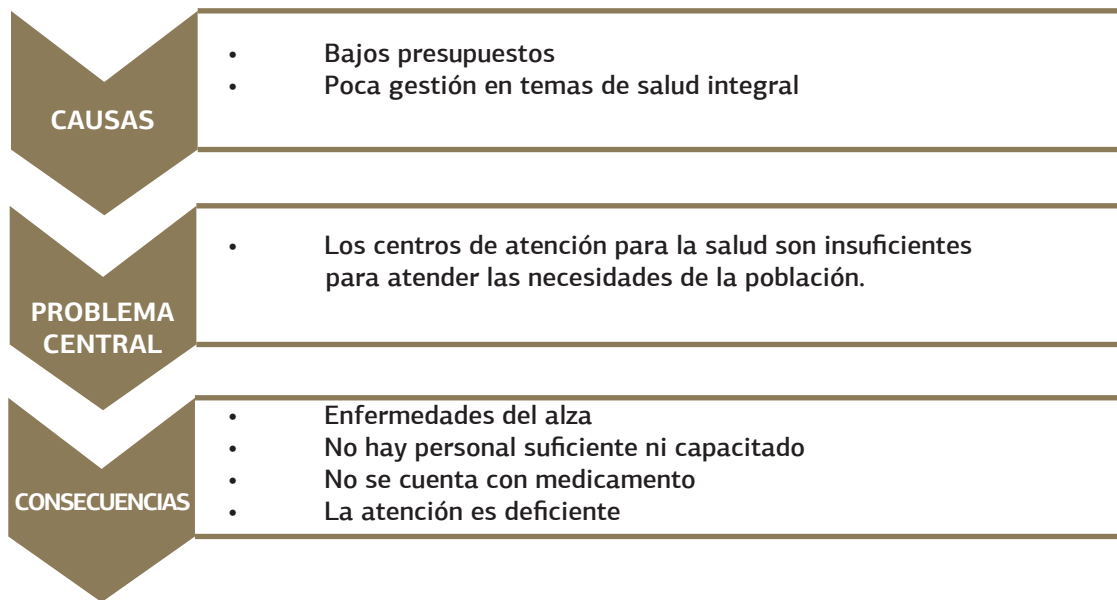 CAUSAS
• Bajos presupuestos
• Poca gestión en temas de salud integral
PROBLEMA
CENTRAL
• Los centros de atención para la salud son insuficientes
para atender las necesidades de la población.
CONSECUENCIAS
• Enfermedades del alza
• No hay personal suficiente ni capacitado
• No se cuenta con medicamento
• La atención es deficiente